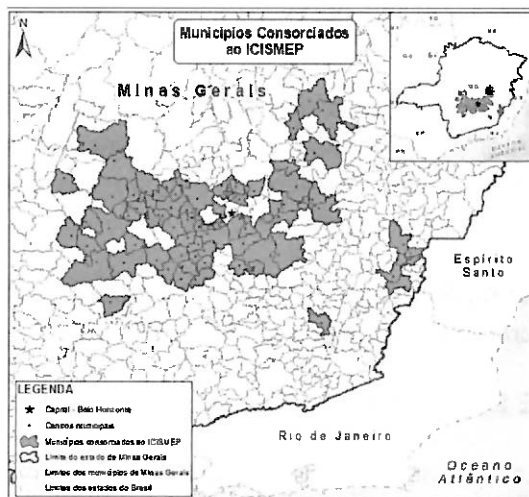 N
Municípios Consorciados
ao ICISMEP
Minas Gerais
Espírito
Santo
Rio de Janeiro
Oceano
Atlântico
LEGENDA
Capital - Belo Horizonte
Centros municipais
Municípios consorciados ao ICISMEP
Limite do estado de Minas Gerais
Limites dos municípios de Minas Gerais
Limites dos estados do Brasil